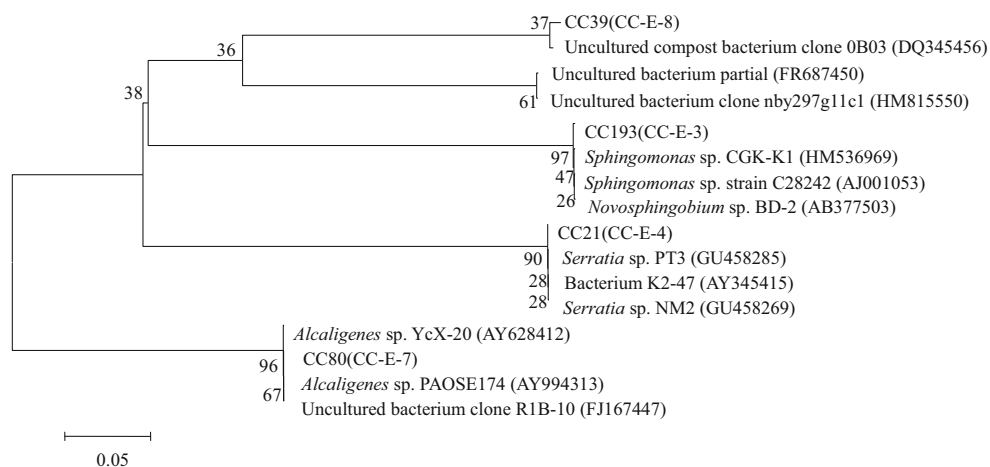 37
CC39(CC-E-8)
36
Uncultured compost bacterium clone 0B03 (DQ345456)
Uncultured bacterium partial (FR687450)
38
61
Uncultured bacterium clone nby297g11c1 (HM815550)
CC193(CC-E-3)
97
Sphingomonas sp. CGK-K1 (HM536969)
47
Sphingomonas sp. strain C28242 (AJ001053)
26
Novosphingobium sp. BD-2 (AB377503)
CC21(CC-E-4)
90
Serratia sp. PT3 (GU458285)
28
Bacterium K2-47 (AY345415)
28
Serratia sp. NM2 (GU458269)
Alcaligenes sp. YcX-20 (AY628412)
96
CC80(CC-E-7)
67
Alcaligenes sp. PAOSE174 (AY994313)
Uncultured bacterium clone R1B-10 (FJ167447)
0.05